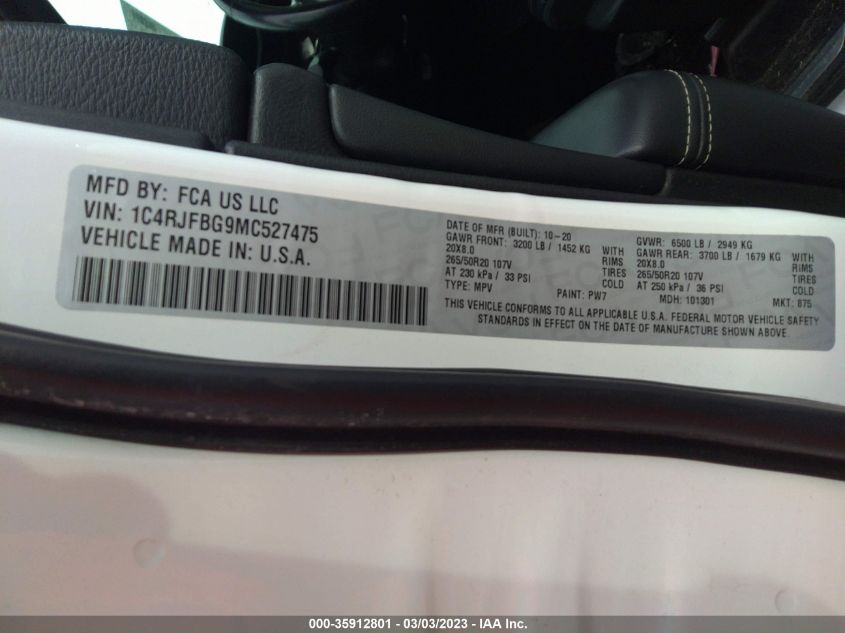 MFD BY: FCA US LLC
VIN: 1C4RJFBG9MC527475
VEHICLE MADE IN: U.S.A.
DATE OF MFR (BUILT): 10-20 GVWR: 6500 LB / 2949 KG
GAWR FRONT: 3200 LB / 1452 KG WITH GAWR REAR: 3700 LB / 1679 KG WITH
20X8.0 RIMS 20X8.0 RIMS
265/50R20 107V TIRES 265/50R20 107V TIRES
AT 230 kPa / 33 PSI COLD AT 250 kPa / 36 PSI COLD
TYPE: MPV PAINT: PW7 MDH: 101301 MKT: 875
THIS VEHICLE CONFORMS TO ALL APPLICABLE U.S.A. FEDERAL MOTOR VEHICLE SAFETY
STANDARDS IN EFFECT ON THE DATE OF MANUFACTURE SHOWN ABOVE.
000-35912801 - 03/03/2023 - IAA Inc.